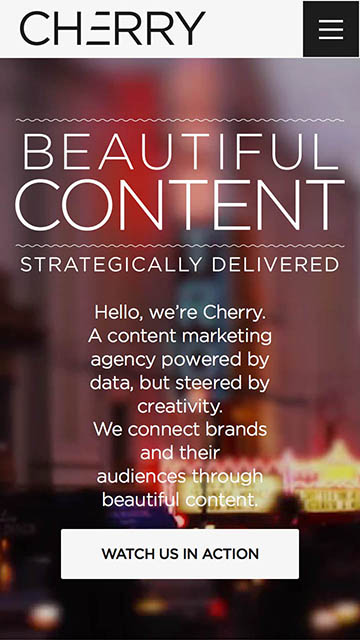 CHERRY
BEAUTIFUL
CONTENT
STRATEGICALLY DELIVERED
Hello, we're Cherry.
A content marketing
agency powered by
data, but steered by
creativity.
We connect brands
and their
audiences through
beautiful content.
WATCH US IN ACTION